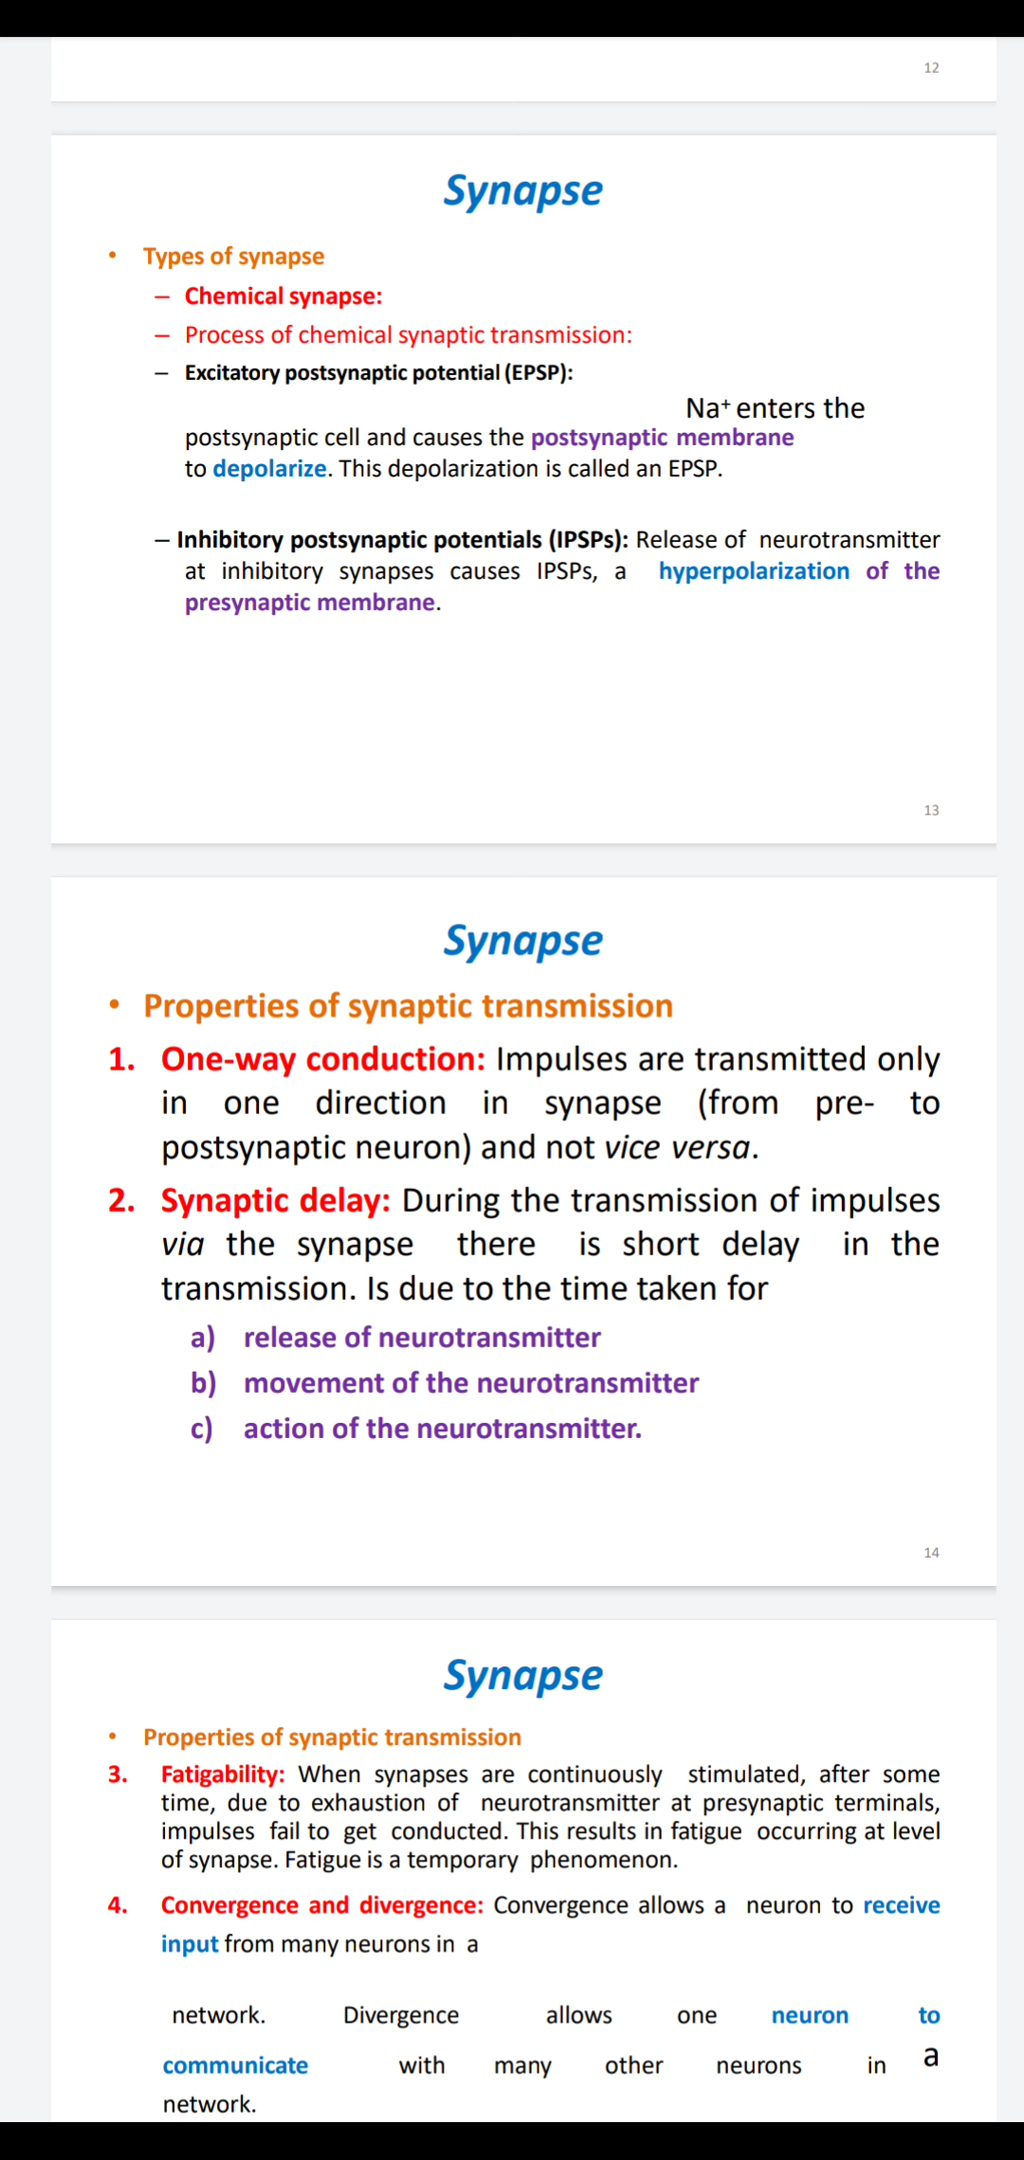 12
Synapse
• Types of synapse
– Chemical synapse:
– Process of chemical synaptic transmission:
– Excitatory postsynaptic potential (EPSP):
Na⁺ enters the
postsynaptic cell and causes the postsynaptic membrane
to depolarize. This depolarization is called an EPSP.
– Inhibitory postsynaptic potentials (IPSPs): Release of neurotransmitter
at inhibitory synapses causes IPSPs, a hyperpolarization of the
presynaptic membrane.
13
Synapse
• Properties of synaptic transmission
1. One-way conduction: Impulses are transmitted only
in one direction in synapse (from pre- to
postsynaptic neuron) and not vice versa.
2. Synaptic delay: During the transmission of impulses
via the synapse there is short delay in the
transmission. Is due to the time taken for
a) release of neurotransmitter
b) movement of the neurotransmitter
c) action of the neurotransmitter.
14
Synapse
• Properties of synaptic transmission
3. Fatigability: When synapses are continuously stimulated, after some
time, due to exhaustion of neurotransmitter at presynaptic terminals,
impulses fail to get conducted. This results in fatigue occurring at level
of synapse. Fatigue is a temporary phenomenon.
4. Convergence and divergence: Convergence allows a neuron to receive
input from many neurons in a
network. Divergence allows one neuron to
communicate with many other neurons in a
network.